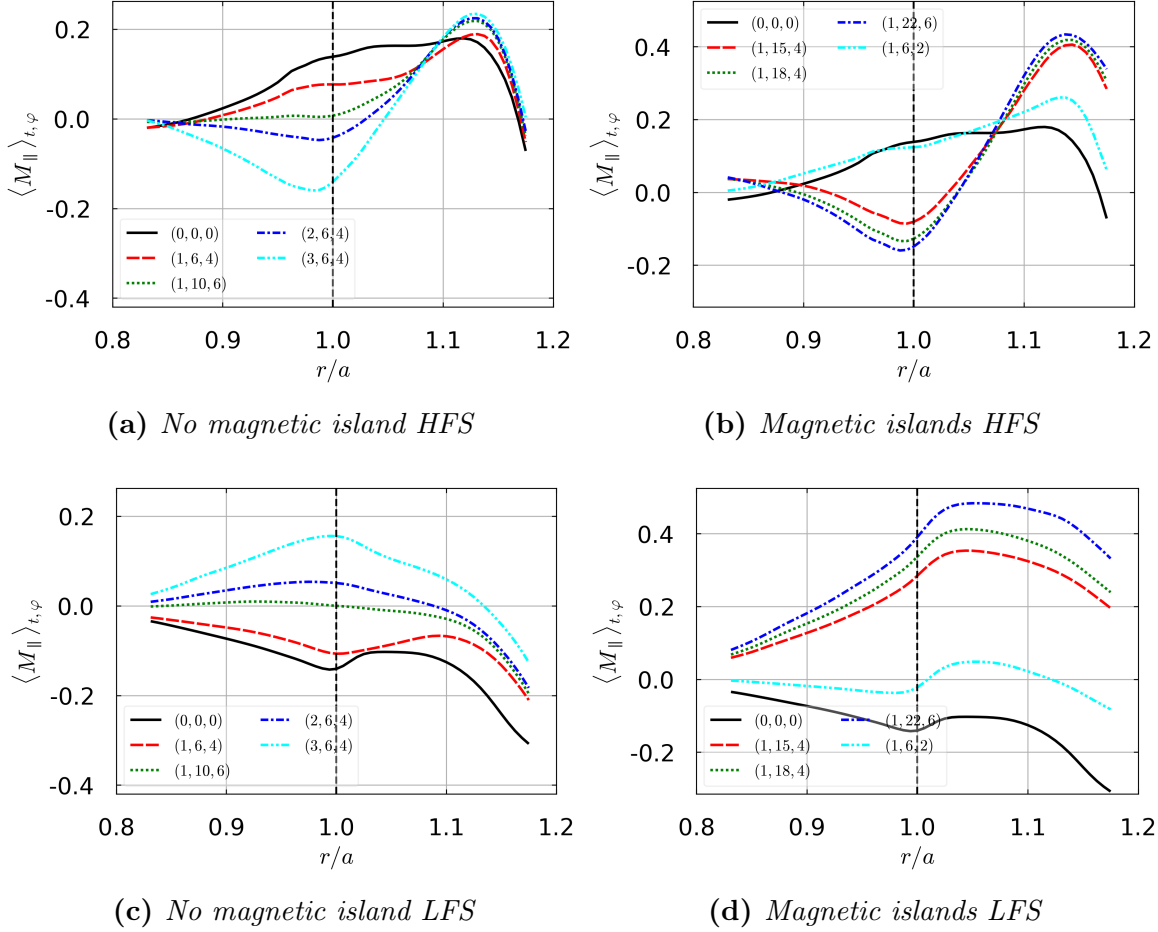 0.2
0.0
-0.2
-0.4
⟨M∥⟩t,φ
(0, 0, 0)
(1, 6, 4)
(1, 10, 6)
(2, 6, 4)
(3, 6, 4)
0.8 0.9 1.0 1.1 1.2
r/a
(a) No magnetic island HFS
0.4
0.2
0.0
-0.2
⟨M∥⟩t,φ
(0, 0, 0)
(1, 15, 4)
(1, 18, 4)
(1, 22, 6)
(1, 6, 2)
0.8 0.9 1.0 1.1 1.2
r/a
(b) Magnetic islands HFS
0.2
0.0
-0.2
-0.4
⟨M∥⟩t,φ
(0, 0, 0)
(1, 6, 4)
(1, 10, 6)
(2, 6, 4)
(3, 6, 4)
0.8 0.9 1.0 1.1 1.2
r/a
(c) No magnetic island LFS
0.4
0.2
0.0
-0.2
⟨M∥⟩t,φ
(0, 0, 0)
(1, 15, 4)
(1, 18, 4)
(1, 22, 6)
(1, 6, 2)
0.8 0.9 1.0 1.1 1.2
r/a
(d) Magnetic islands LFS